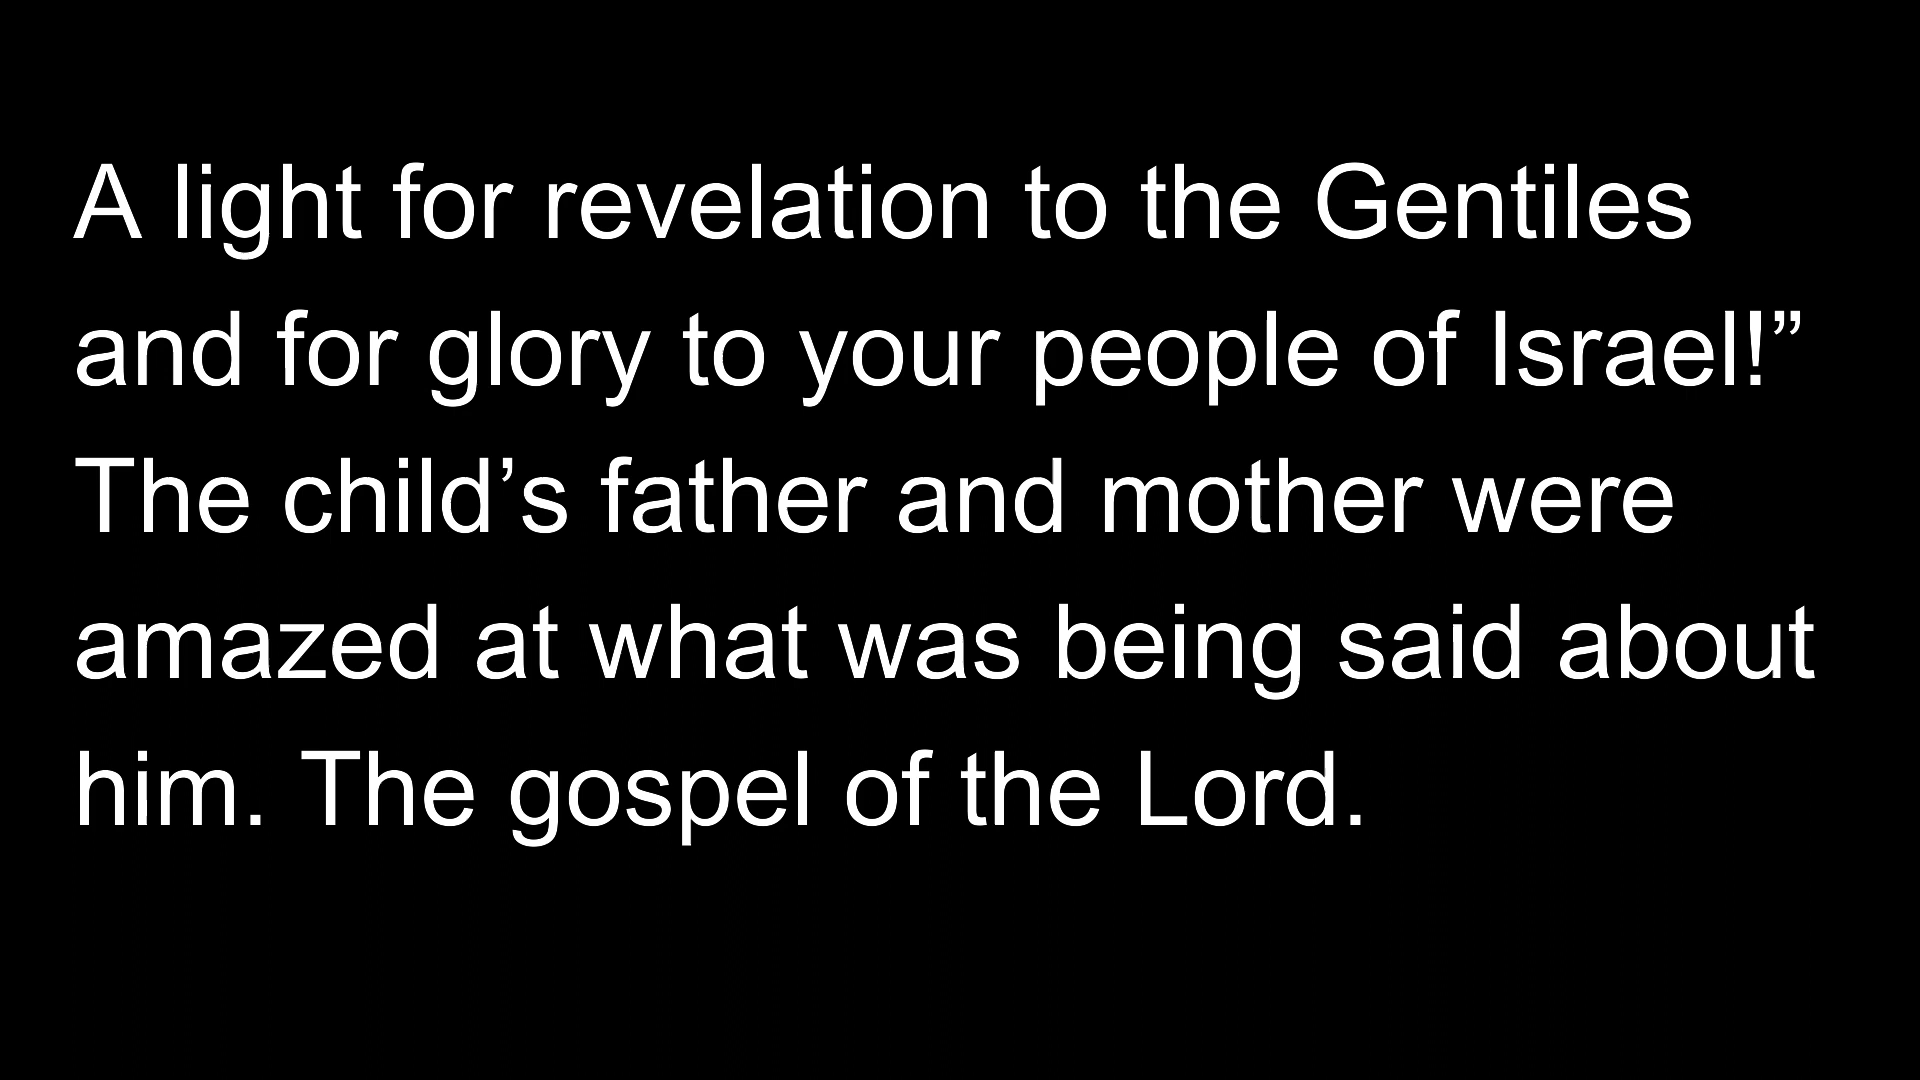 A light for revelation to the Gentiles
and for glory to your people of Israel!”
The child’s father and mother were
amazed at what was being said about
him. The gospel of the Lord.